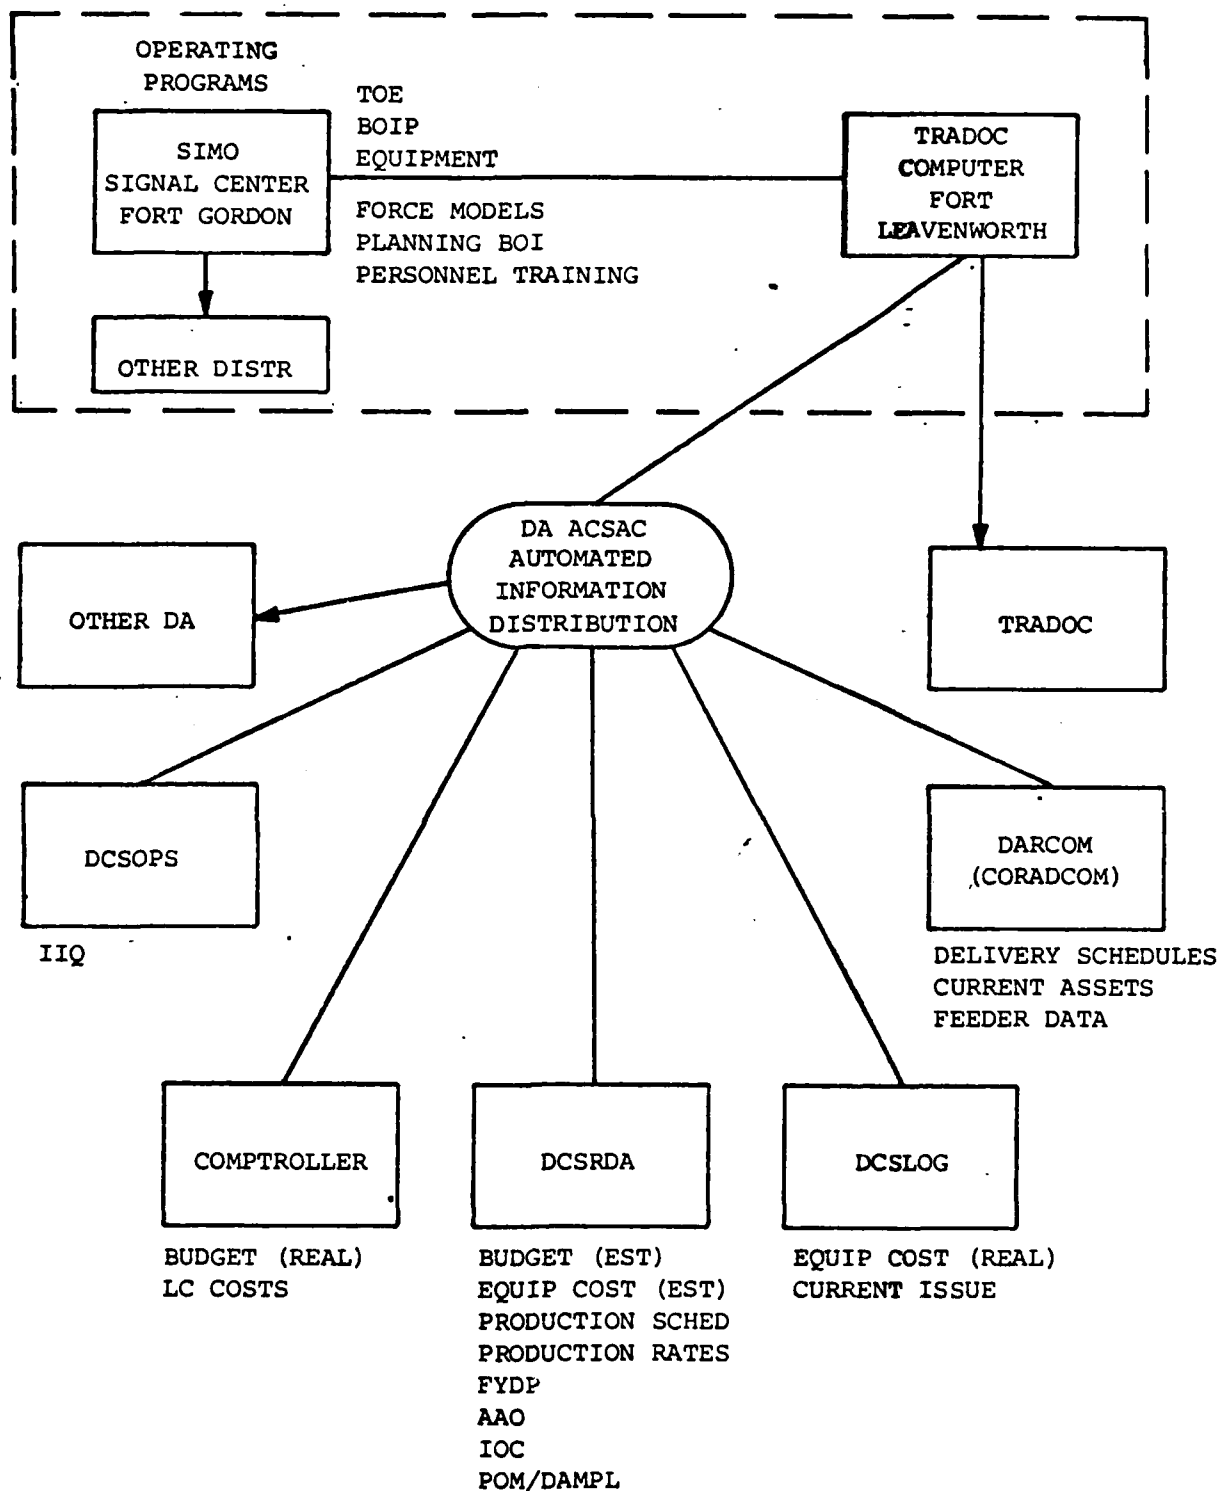 OPERATING
PROGRAMS
SIMO
SIGNAL CENTER
FORT GORDON
TOE
BOIP
EQUIPMENT
FORCE MODELS
PLANNING BOI
PERSONNEL TRAINING
TRADOC
COMPUTER
FORT
LEAVENWORTH
OTHER DISTR
DA ACSAC
AUTOMATED
INFORMATION
DISTRIBUTION
OTHER DA
TRADOC
DCSOPS
IIQ
DARCOM
(CORADCOM)
DELIVERY SCHEDULES
CURRENT ASSETS
FEEDER DATA
COMPTROLLER
BUDGET (REAL)
LC COSTS
DCSRDA
BUDGET (EST)
EQUIP COST (EST)
PRODUCTION SCHED
PRODUCTION RATES
FYDP
AAO
IOC
POM/DAMPL
DCSLOG
EQUIP COST (REAL)
CURRENT ISSUE